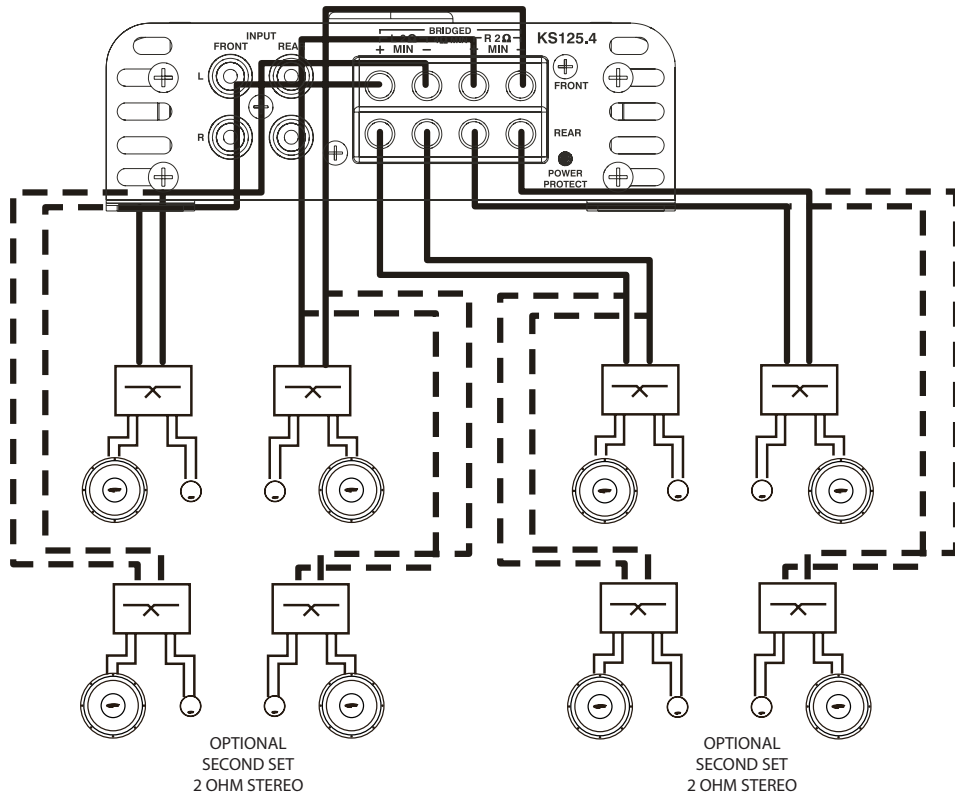 INPUT
FRONT REA
L
R
BRIDGED
+ MIN −
R 2Ω
MIN −
KS125.4
FRONT
REAR
POWER
PROTECT
OPTIONAL
SECOND SET
2 OHM STEREO
OPTIONAL
SECOND SET
2 OHM STEREO